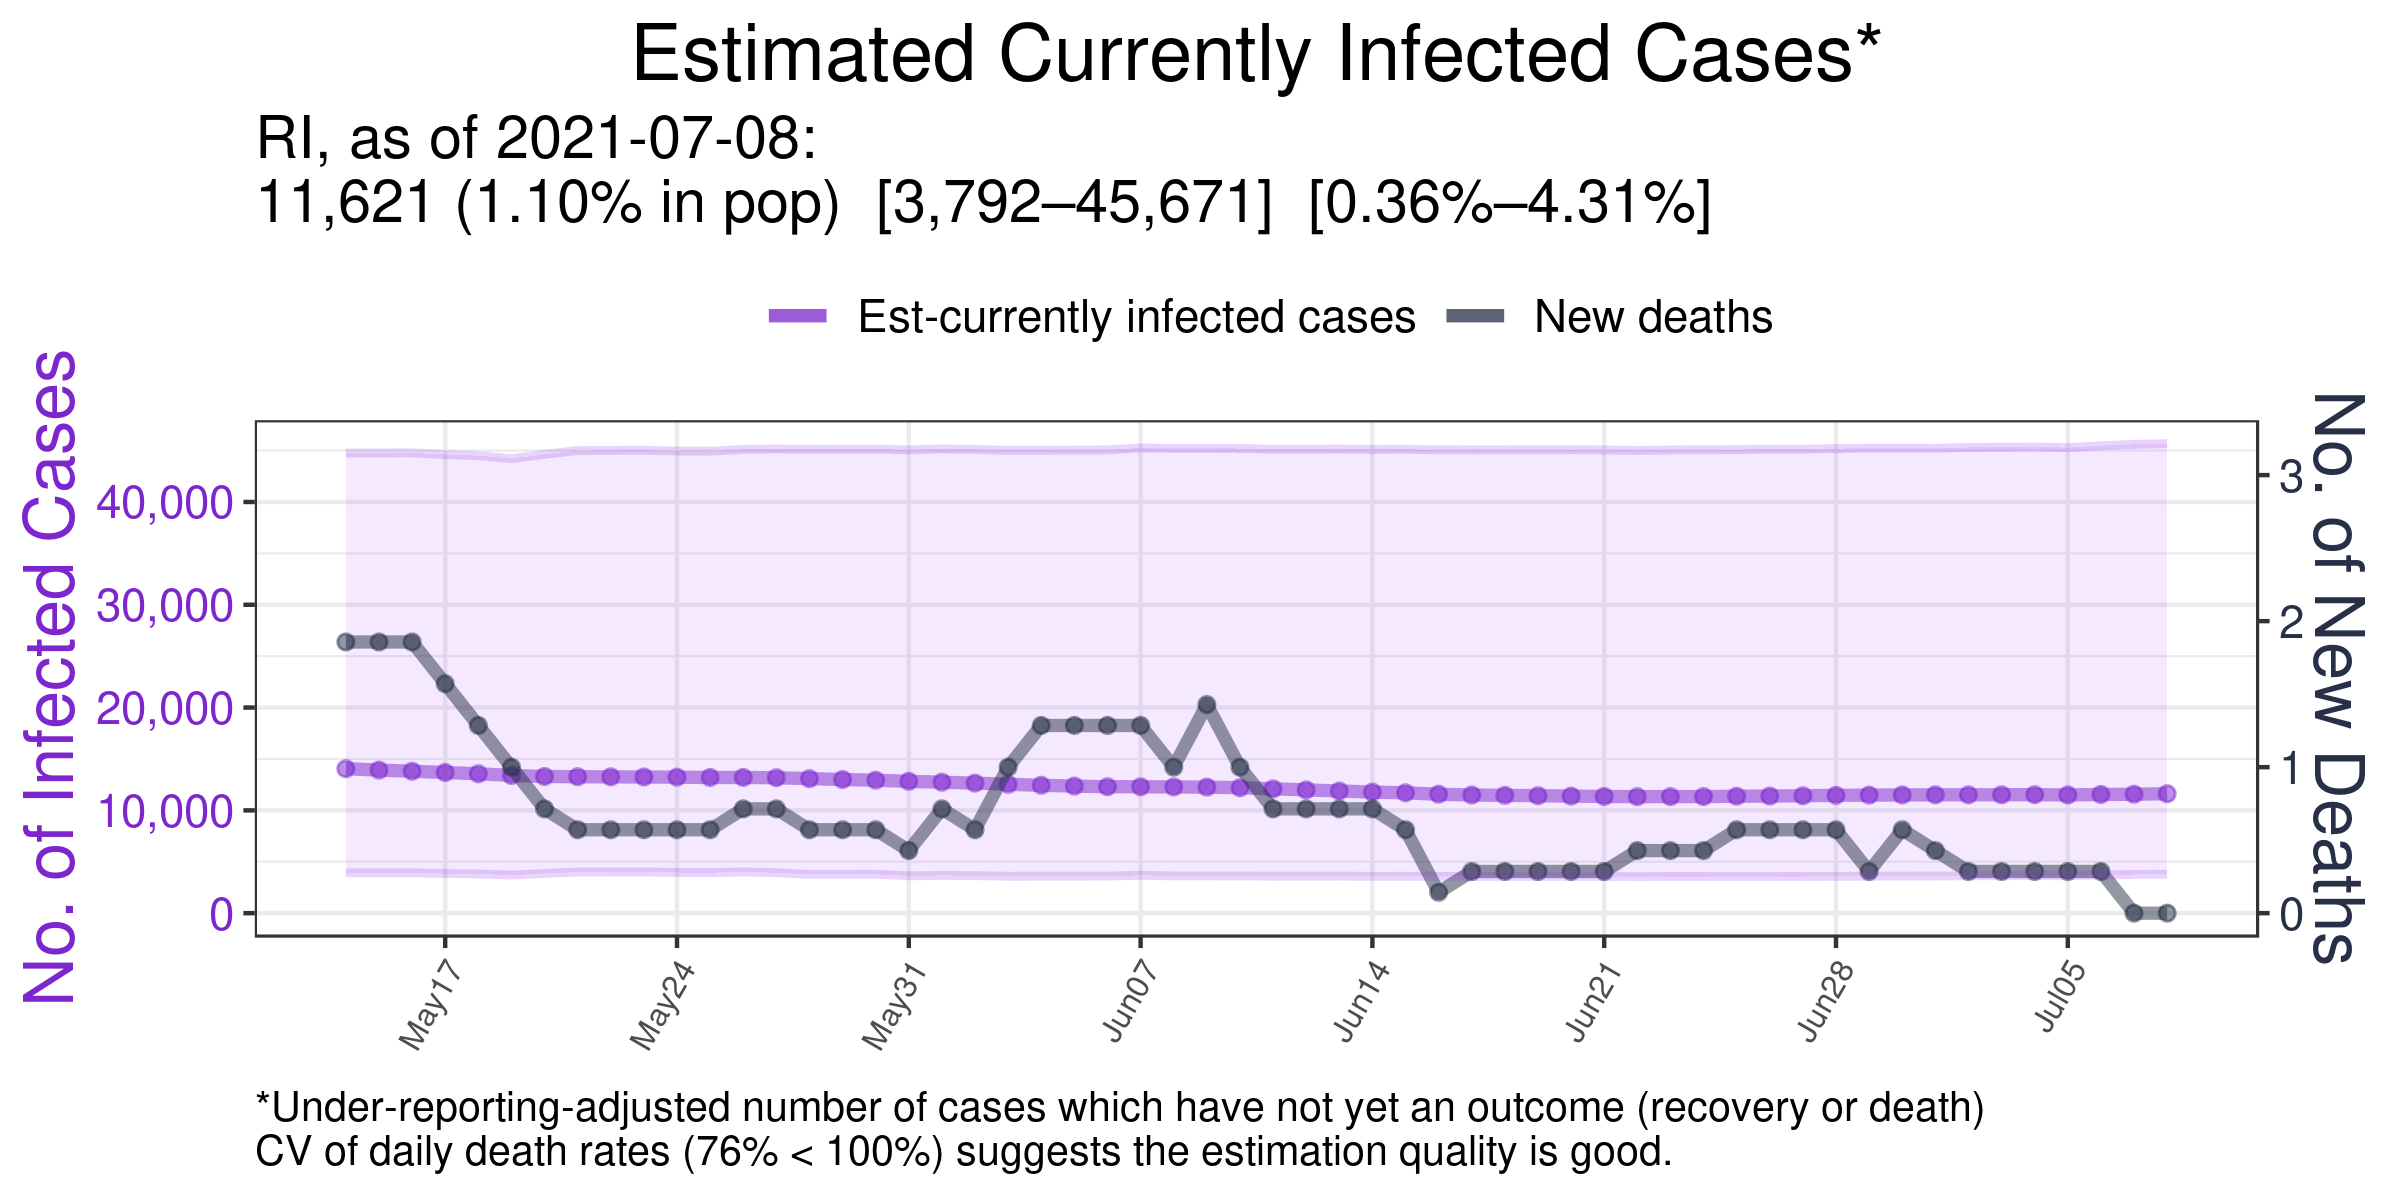 Estimated Currently Infected Cases*
RI, as of 2021-07-08:
11,621 (1.10% in pop)  [3,792–45,671]  [0.36%–4.31%]
Est-currently infected cases
New deaths
No. of Infected Cases
40,000
30,000
20,000
10,000
0
3
2
1
0
No. of New Deaths
May17
May24
May31
Jun07
Jun14
Jun21
Jun28
Jul05
*Under-reporting-adjusted number of cases which have not yet an outcome (recovery or death)
CV of daily death rates (76% < 100%) suggests the estimation quality is good.